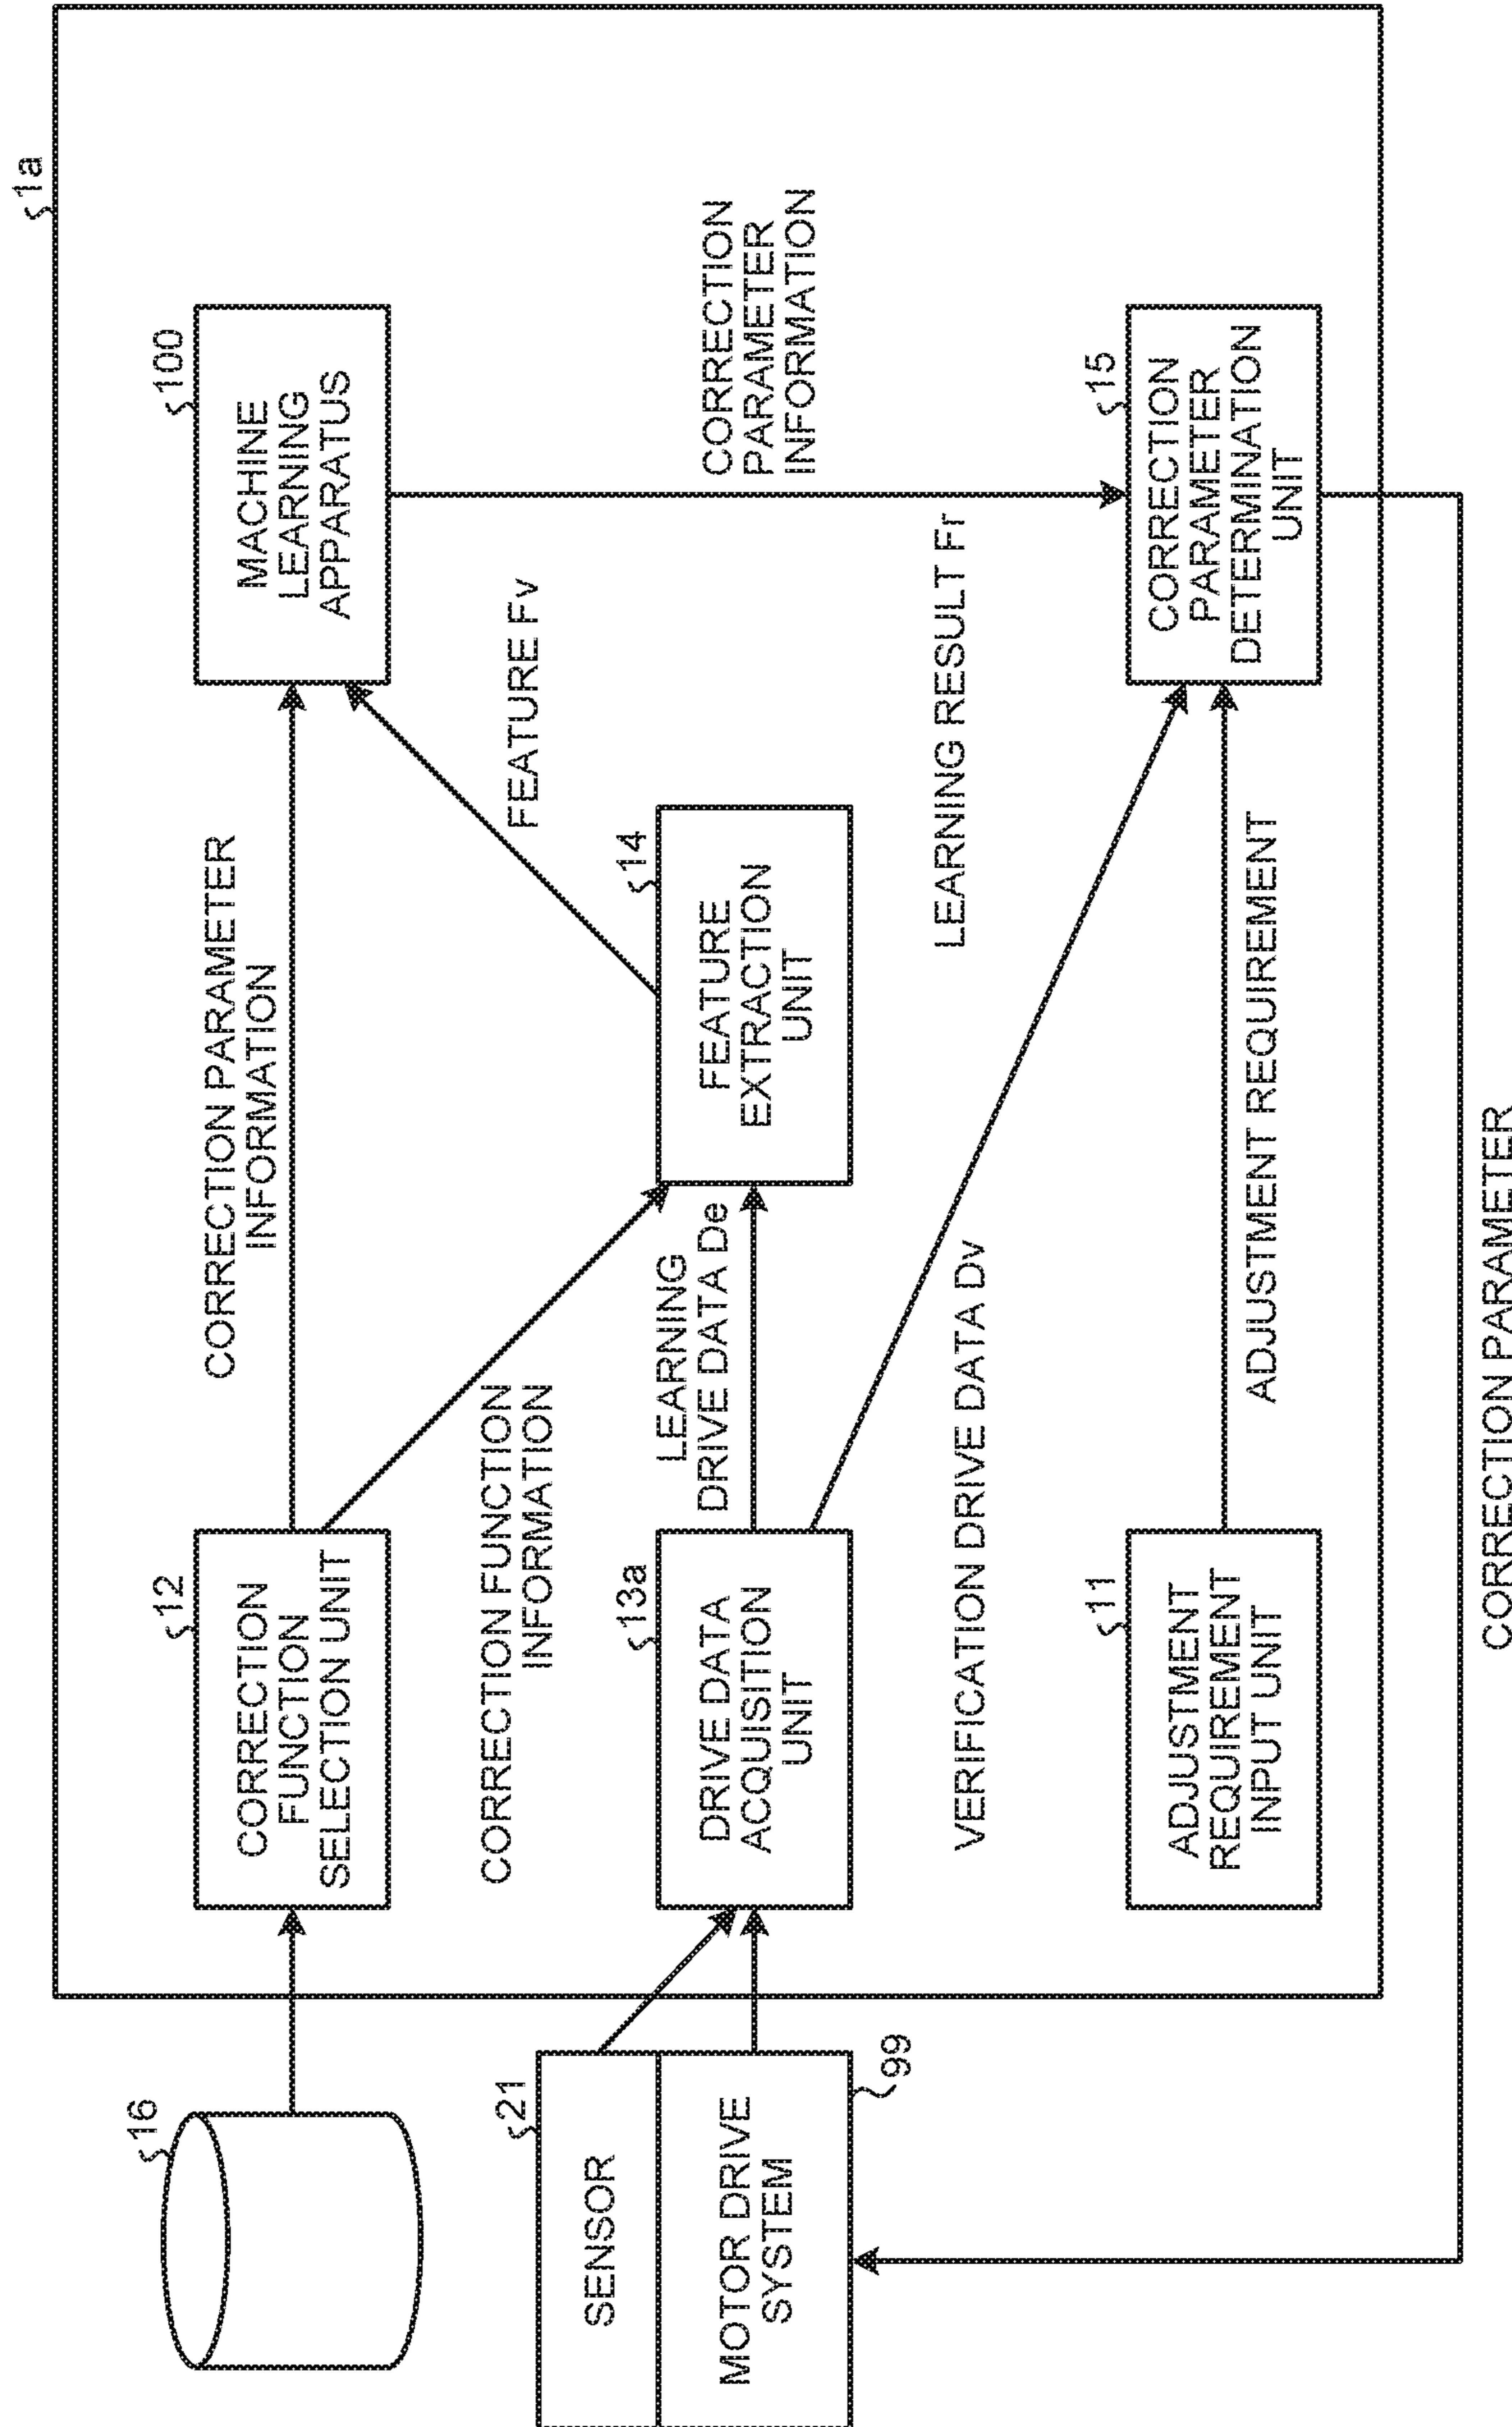 1a
16
12
CORRECTION
FUNCTION
SELECTION UNIT
CORRECTION PARAMETER
INFORMATION
100
MACHINE
LEARNING
APPARATUS
CORRECTION FUNCTION
INFORMATION
FEATURE Fv
21
SENSOR
MOTOR DRIVE
SYSTEM
99
13a
DRIVE DATA
ACQUISITION
UNIT
LEARNING
DRIVE DATA De
14
FEATURE
EXTRACTION
UNIT
CORRECTION
PARAMETER
INFORMATION
VERIFICATION DRIVE DATA Dv
LEARNING RESULT Fr
11
ADJUSTMENT
REQUIREMENT
INPUT UNIT
ADJUSTMENT REQUIREMENT
15
CORRECTION
PARAMETER
DETERMINATION
UNIT
CORRECTION PARAMETER